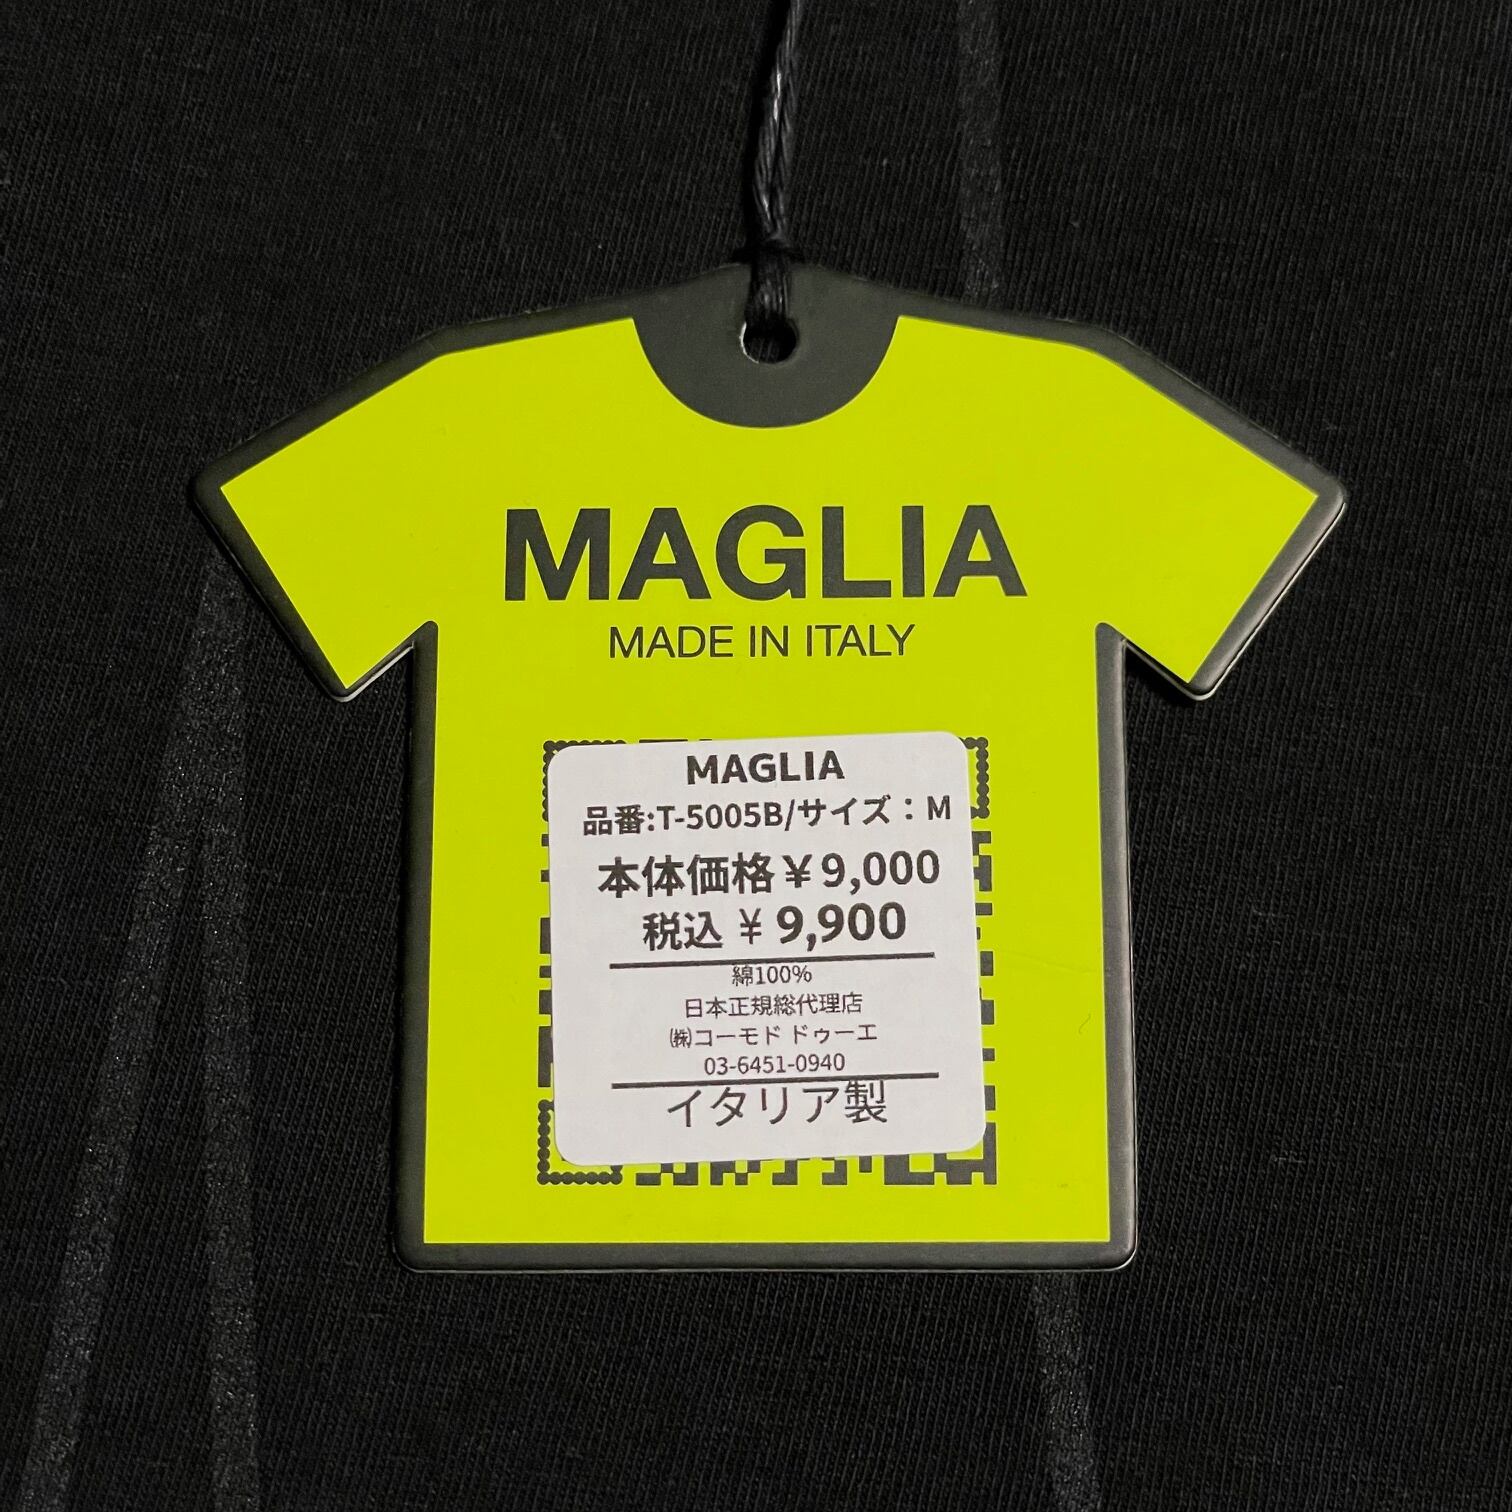 MAGLIA
MADE IN ITALY
MAGLIA
品番:T-5005B/サイズ：M
本体価格￥9,000
税込￥9,900
綿100%
日本正規総代理店
㈱コーモド ドゥーエ
03-6451-0940
イタリア製